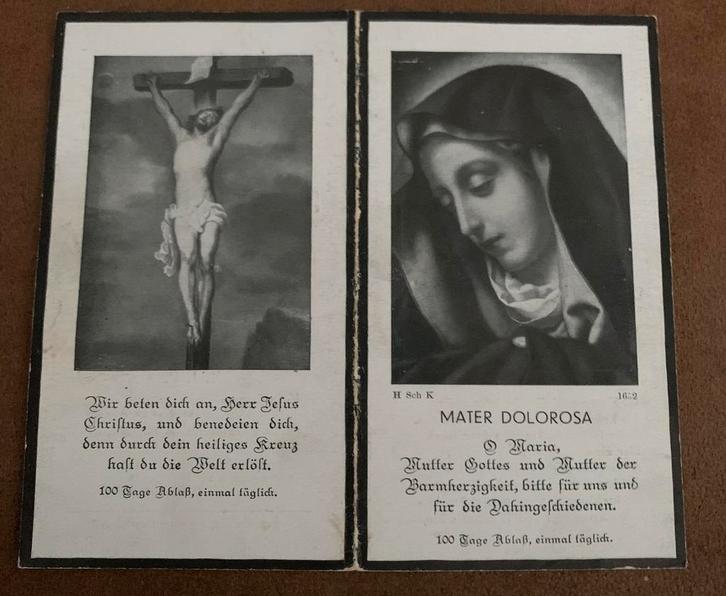 Wir beten dich an, Herr Jesus
Christus, und benedeien dich,
denn durch dein heiliges Kreuz
hast du die Welt erlöst.
100 Tage Ablaß, einmal täglich.
H Sch K
MATER DOLOROSA
O Maria,
Mutter Gottes und Mutter der
Barmherzigkeit, bitte für uns und
für die Dahingeschiedenen.
100 Tage Ablaß, einmal täglich.